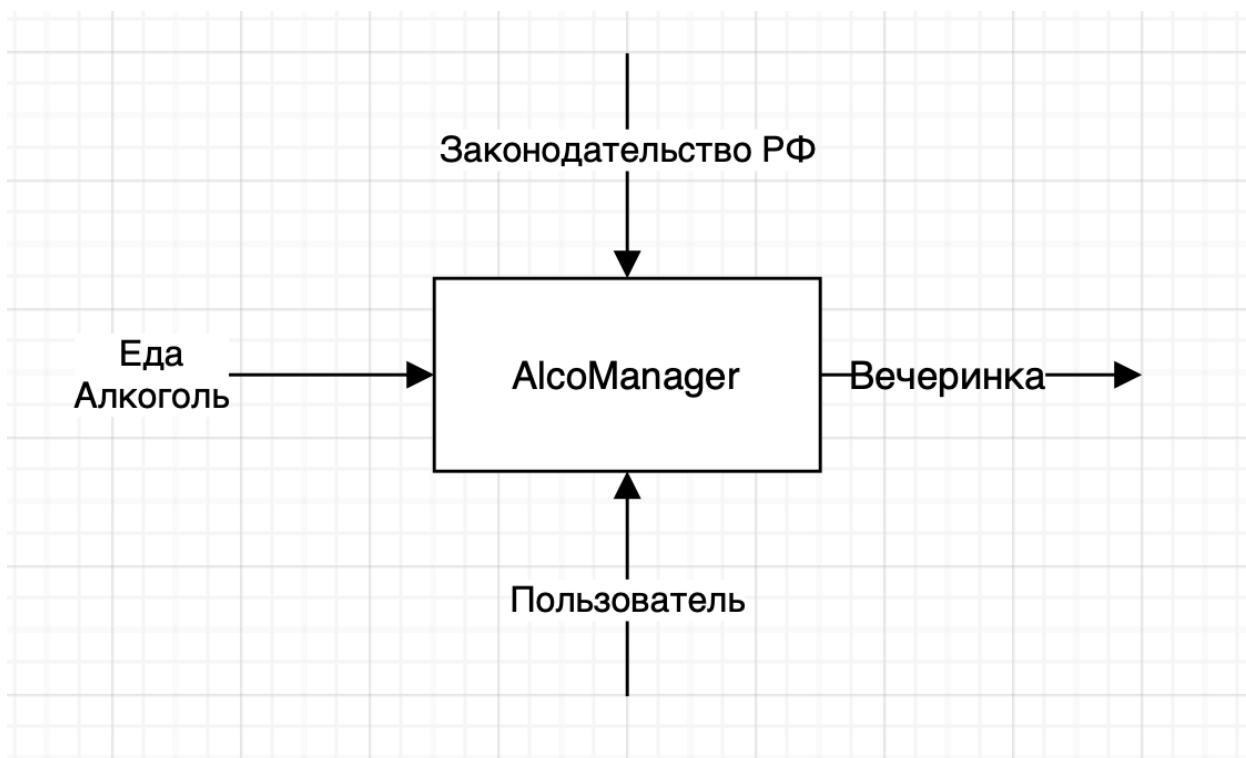 Законодательство РФ
Еда
Алкоголь
AlcoManager
Вечеринка
Пользователь